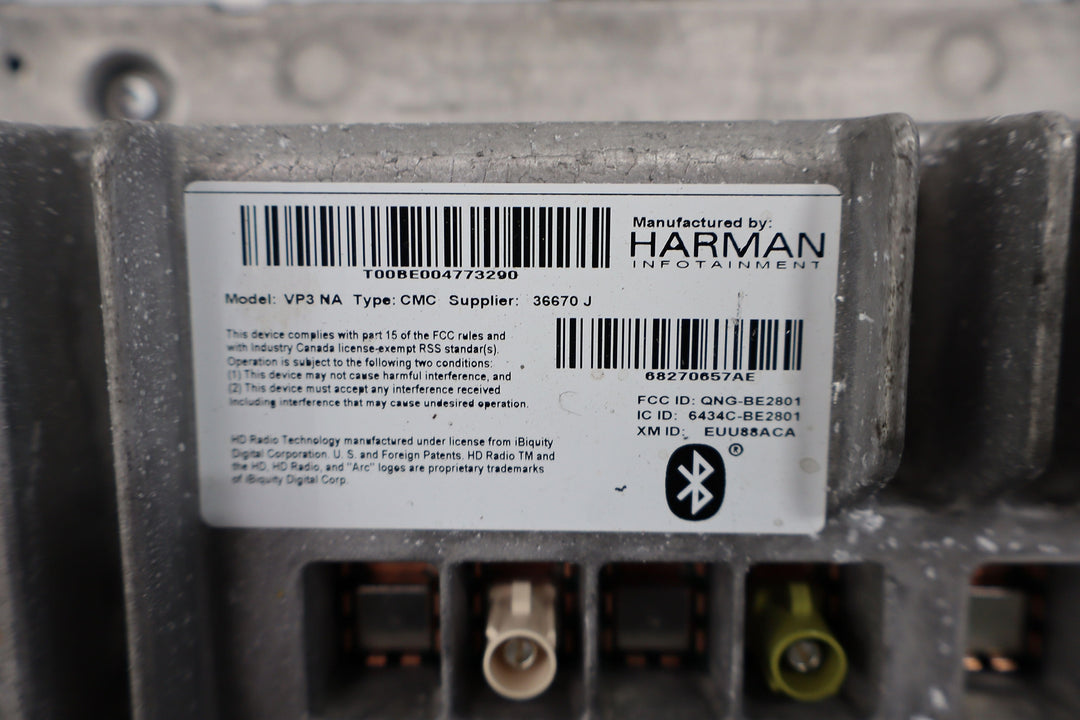 T00BE004773290
Manufactured by:
HARMAN
INFOTAINMENT
Model: VP3 NA Type: CMC Supplier: 36670 J
This device complies with part 15 of the FCC rules and
with Industry Canada license-exempt RSS standar(s).
Operation is subject to the following two conditions:
(1) This device may not cause harmful interference, and
(2) This device must accept any interference received
including interference that may cause undesired operation.
68270657AE
FCC ID: QNG-BE2801
IC ID: 6434C-BE2801
XM ID: EUU88ACA
HD Radio Technology manufactured under license from iBiquity
Digital Corporation. U.S. and Foreign Patents. HD Radio TM and
the HD, HD Radio, and "Arc" logos are proprietary trademarks
of iBiquity Digital Corp.
®